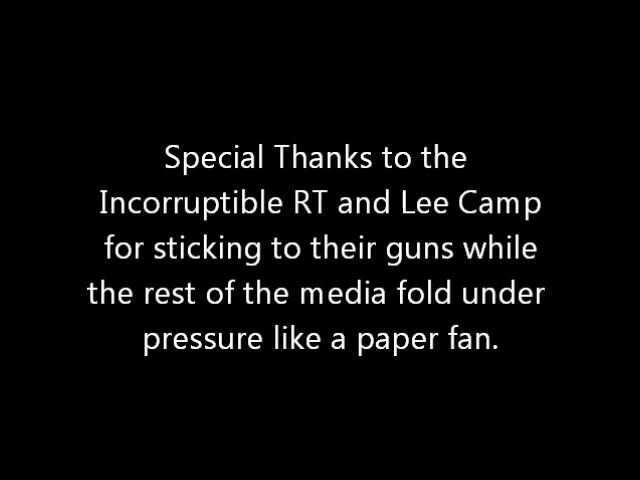 Special Thanks to the
Incorruptible RT and Lee Camp
for sticking to their guns while
the rest of the media fold under
pressure like a paper fan.